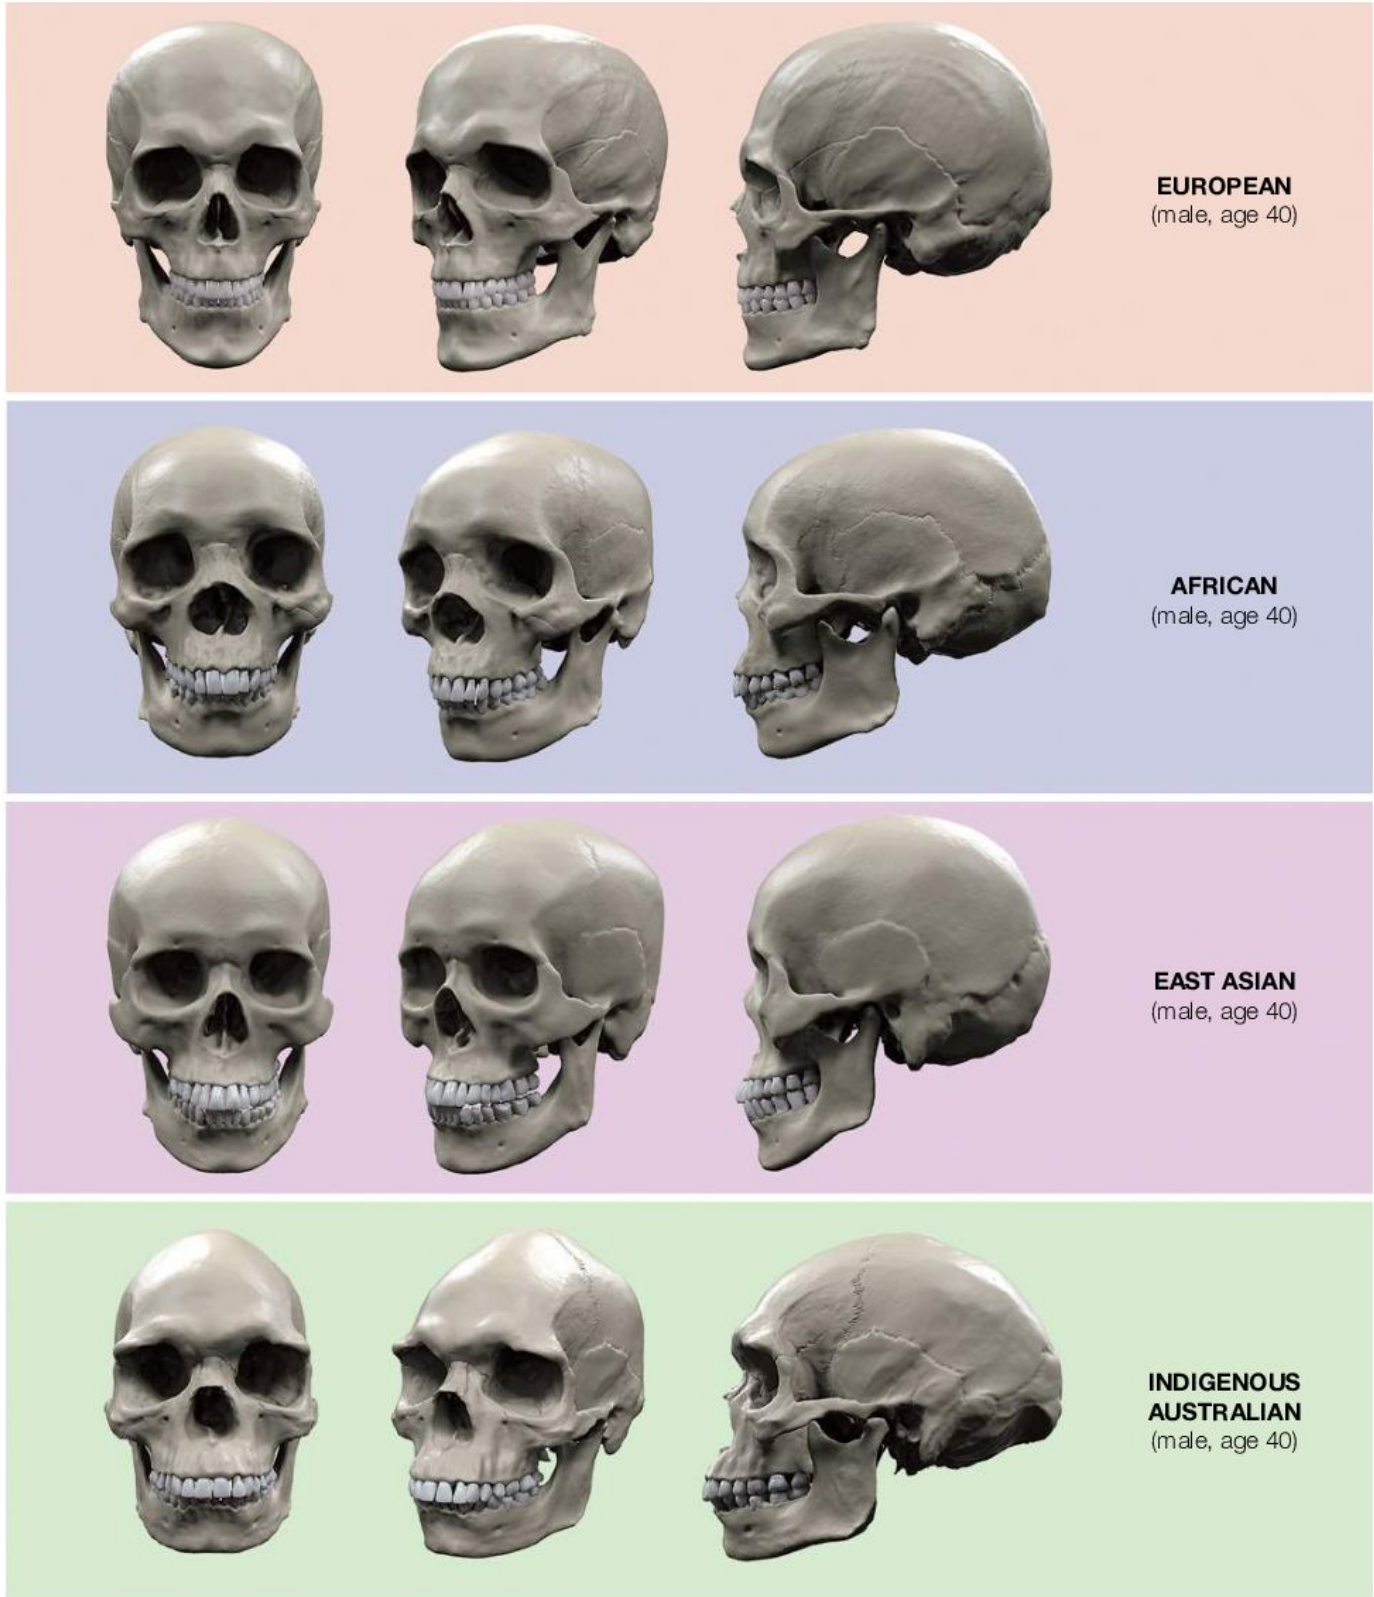 EUROPEAN
(male, age 40)
AFRICAN
(male, age 40)
EAST ASIAN
(male, age 40)
INDIGENOUS
AUSTRALIAN
(male, age 40)